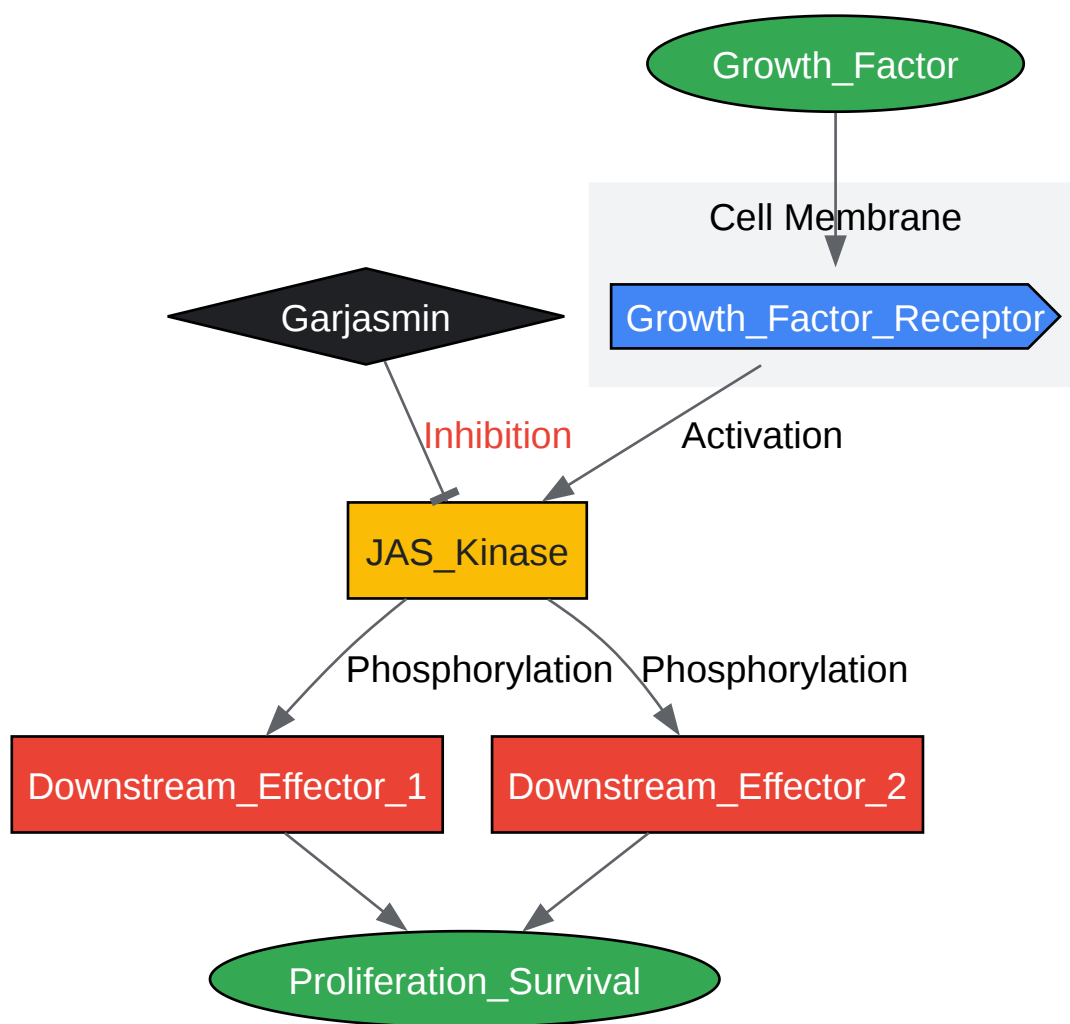 Growth_Factor
Cell Membrane
Garjasmin
Growth_Factor_Receptor
Inhibition
Activation
JAS_Kinase
Phosphorylation
Phosphorylation
Downstream_Effector_1
Downstream_Effector_2
Proliferation_Survival